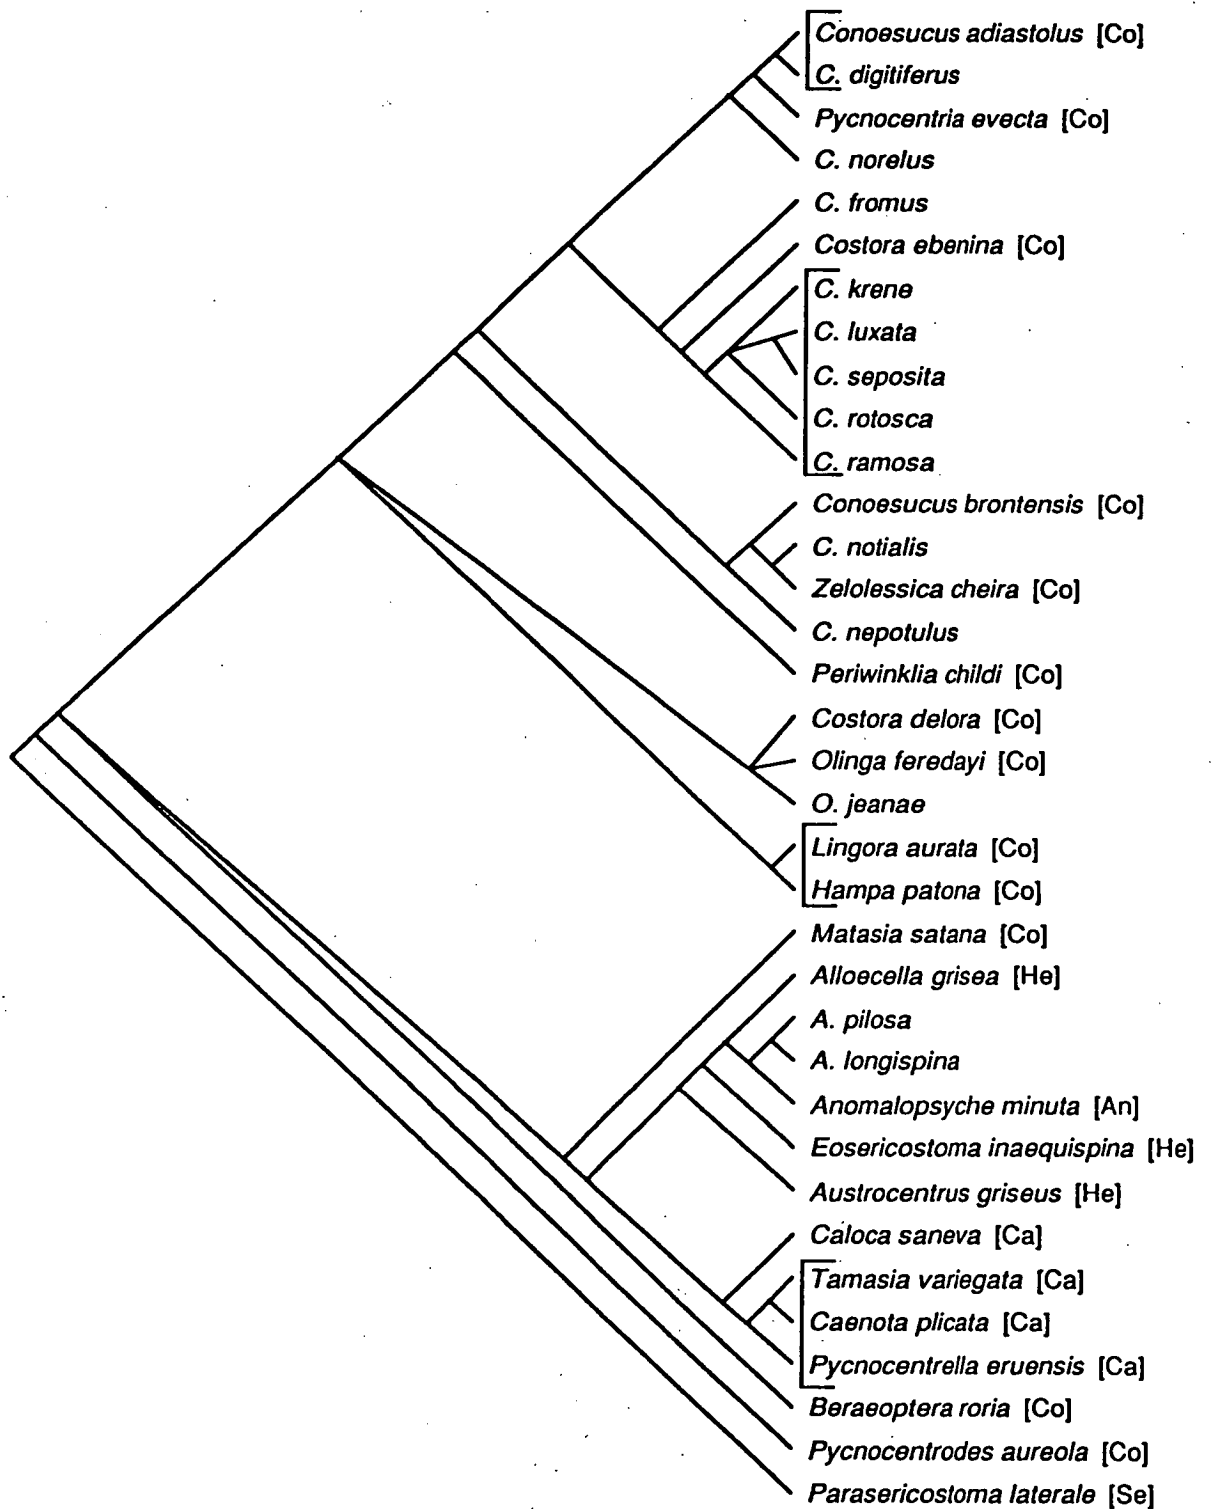 Conoesucus adiastolus [Co]
C. digitiferus
Pycnocentria evecta [Co]
C. norelus
C. fromus
Costora ebenina [Co]
C. krene
C. luxata
C. seposita
C. rotosca
C. ramosa
Conoesucus brontensis [Co]
C. notialis
Zelolessica cheira [Co]
C. nepotulus
Periwinklia childi [Co]
Costora delora [Co]
Olinga feredayi [Co]
O. jeanae
Lingora aurata [Co]
Hampa patona [Co]
Matasia satana [Co]
Alloecella grisea [He]
A. pilosa
A. longispina
Anomalopsyche minuta [An]
Eosericostoma inaequispina [He]
Austrocentrus griseus [He]
Caloca saneva [Ca]
Tamasia variegata [Ca]
Caenota plicata [Ca]
Pycnocentrella eruensis [Ca]
Beraeoptera roria [Co]
Pycnocentrodes aureola [Co]
Parasericostoma laterale [Se]